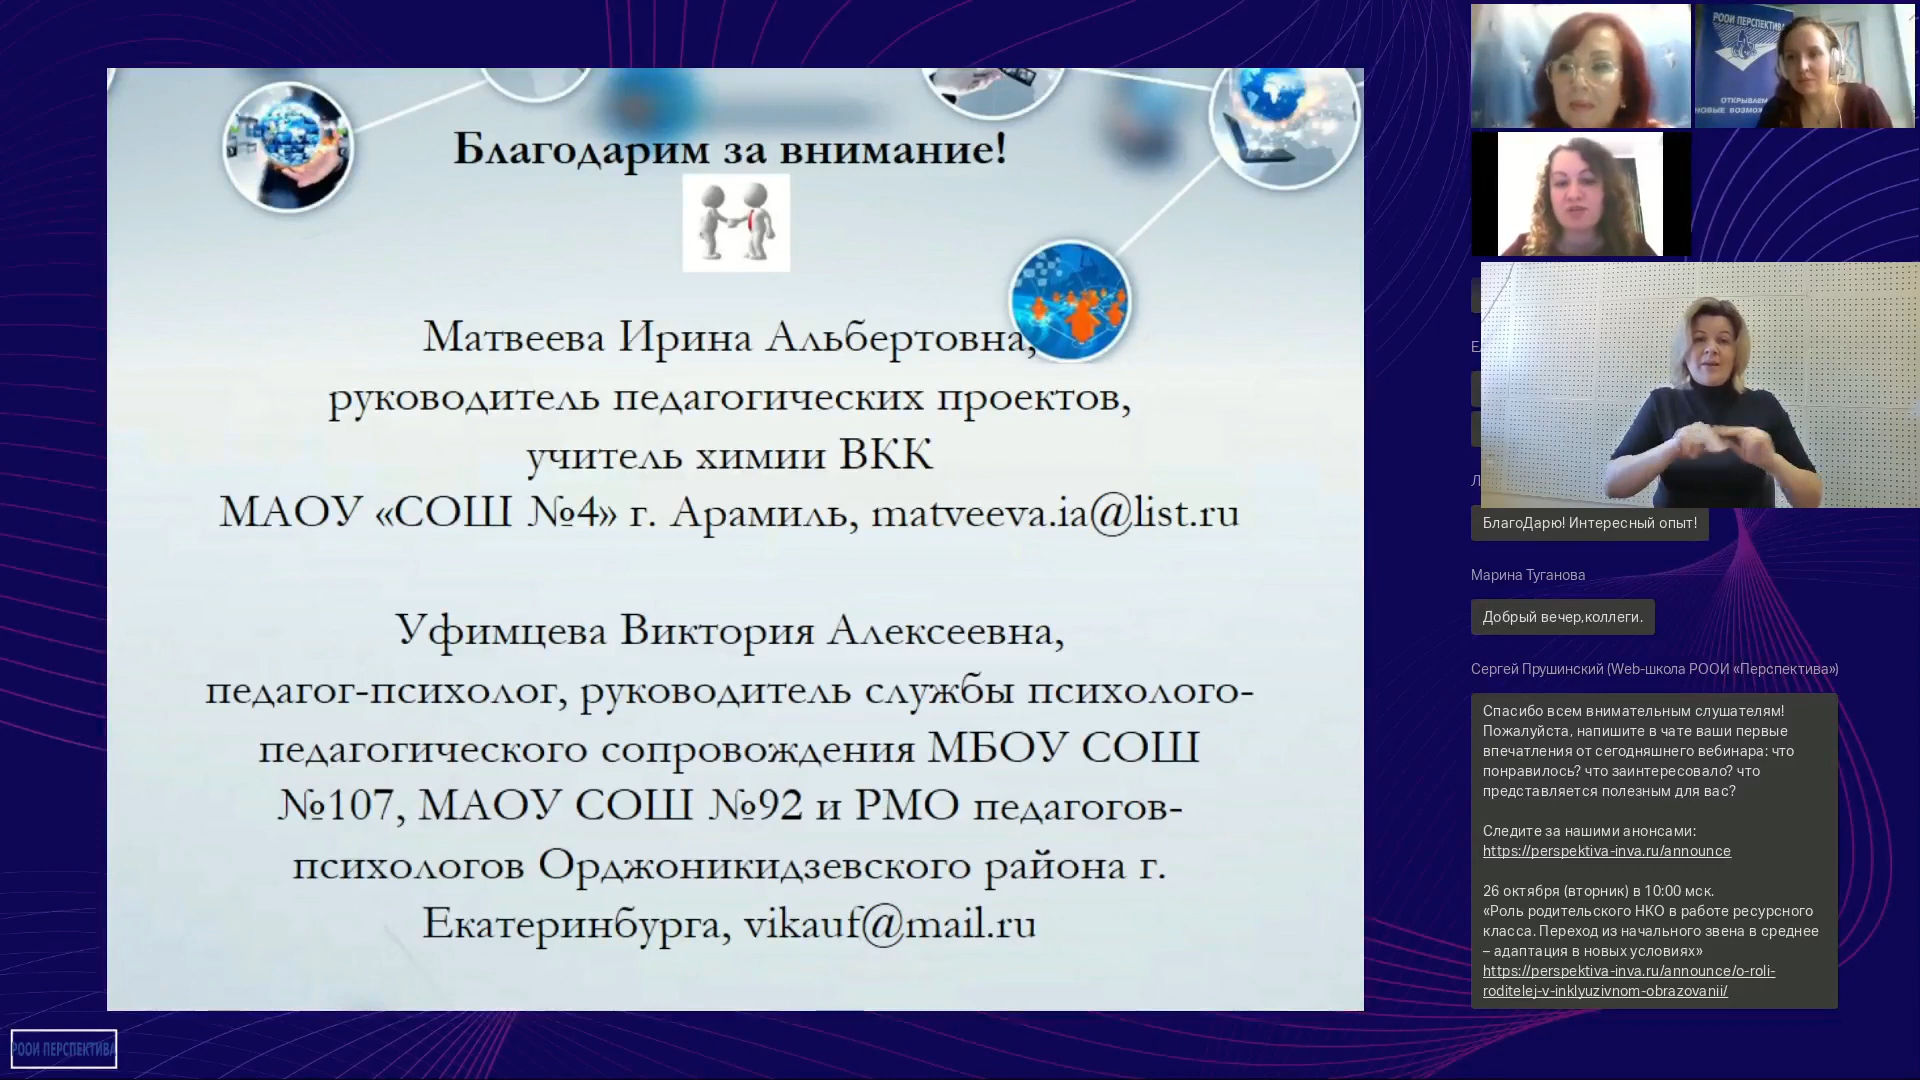 Благодарим за внимание!
Матвеева Ирина Альбертовна,
руководитель педагогических проектов,
учитель химии ВКК
МАОУ «СОШ №4» г. Арамиль, matveeva.ia@list.ru
Уфимцева Виктория Алексеевна,
педагог-психолог, руководитель службы психолого-
педагогического сопровождения МБОУ СОШ
№107, МАОУ СОШ №92 и РМО педагогов-
психологов Орджоникидзевского района г.
Екатеринбурга, vikauf@mail.ru
РООИ ПЕРСПЕКТИВА
РООИ ПЕРСПЕКТИВА
ОТКРЫВАЕМ
НОВЫЕ
БлагоДарю! Интересный опыт!
Марина Туганова
Добрый вечер,коллеги.
Сергей Прушинский (Web-школа РООИ «Перспектива»)
Спасибо всем внимательным слушателям!
Пожалуйста, напишите в чате ваши первые
впечатления от сегодняшнего вебинара: что
понравилось? что заинтересовало? что
представляется полезным для вас?
Следите за нашими анонсами:
https://perspektiva-inva.ru/announce
26 октября (вторник) в 10:00 мск.
«Роль родительского НКО в работе ресурсного
класса. Переход из начального звена в среднее
– адаптация в новых условиях»
https://perspektiva-inva.ru/announce/o-roli-
roditelej-v-inklyuzivnom-obrazovanii/